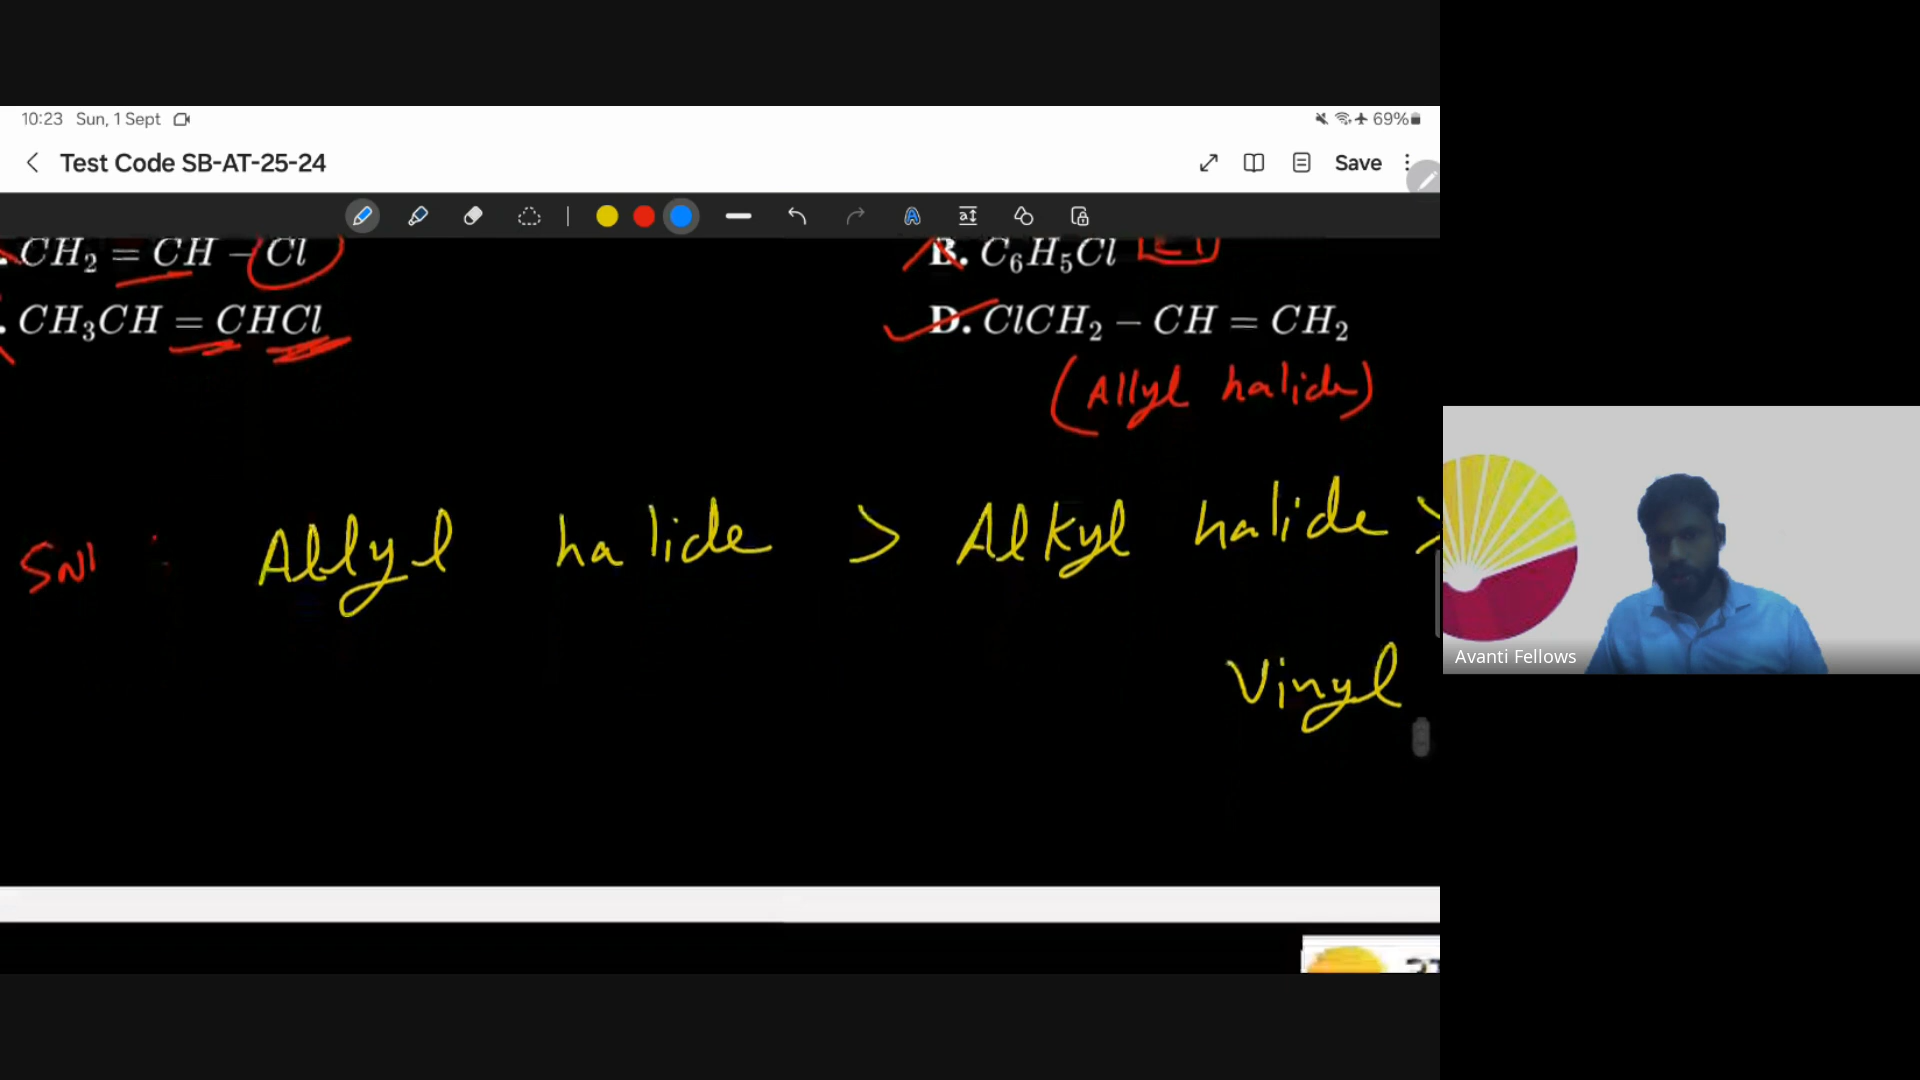 10:23 Sun, 1 Sept 69%
Test Code SB-AT-25-24 Save
CH₂ = CH – Cl B. C₆H₅Cl
CH₃CH = CHCl D. ClCH₂ – CH = CH₂
(Allyl halide)
SN1 : Allyl halide > Alkyl halide >
Vinyl
Avanti Fellows